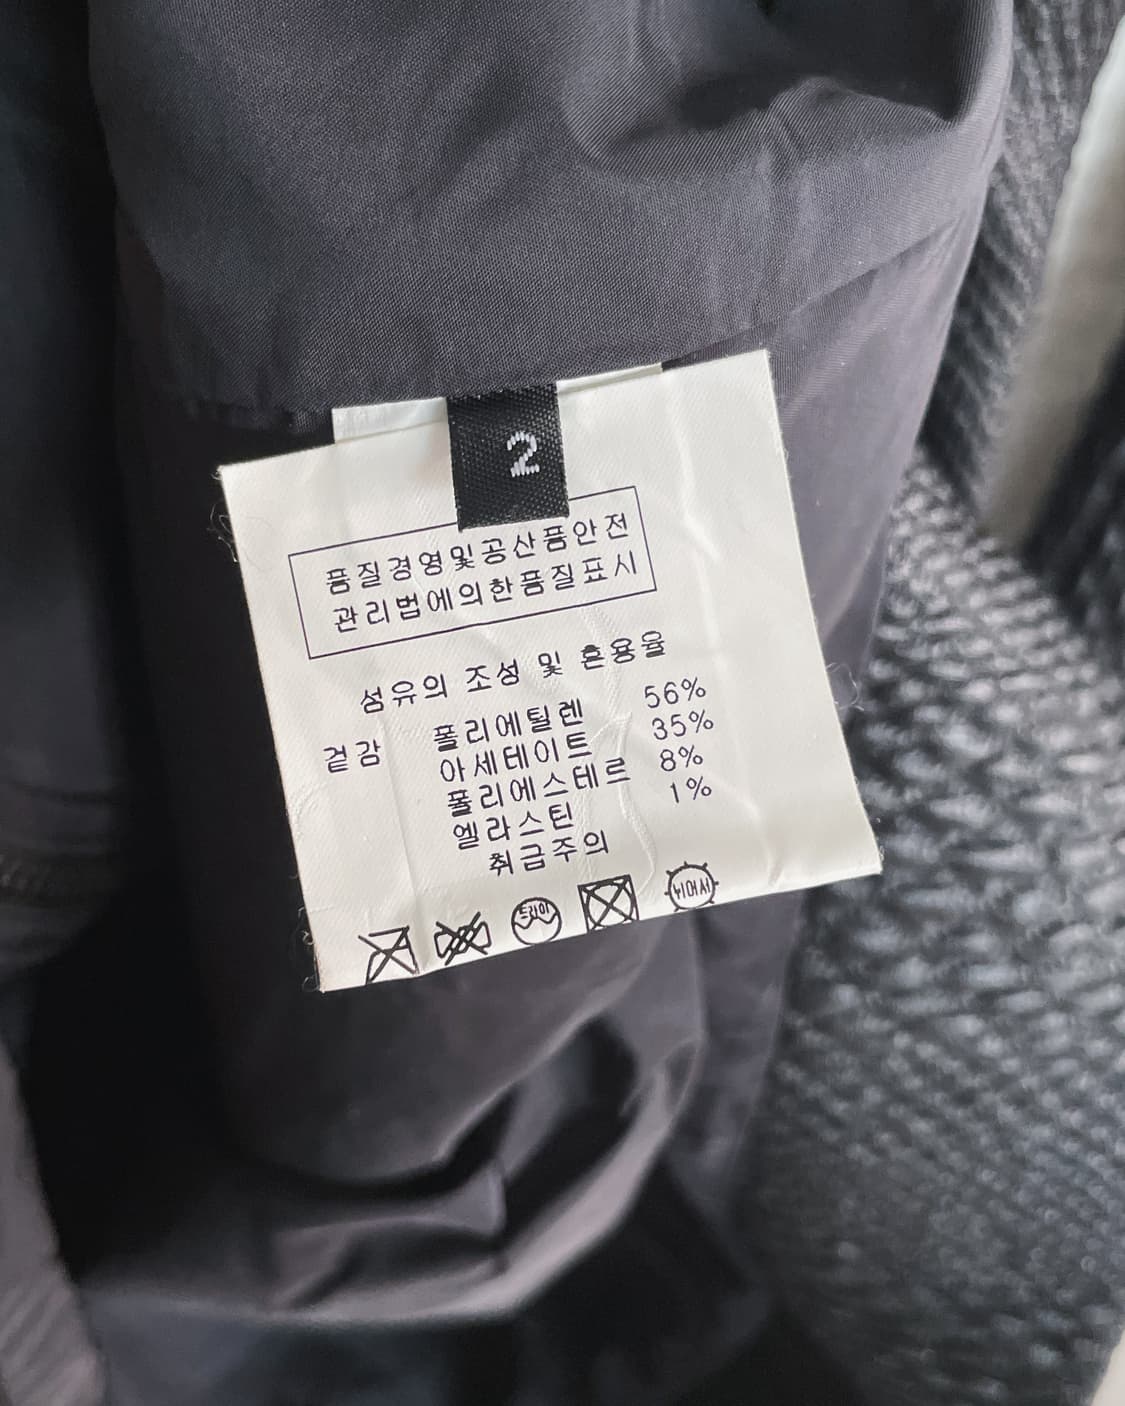 2
품질경영및공산품안전
관리법에의한품질표시
섬유의 조성 및 혼용율
겉감 폴리에틸렌 56%
아세테이트 35%
폴리에스테르 8%
엘라스틴 1%
취급주의
드라이
뉘어서